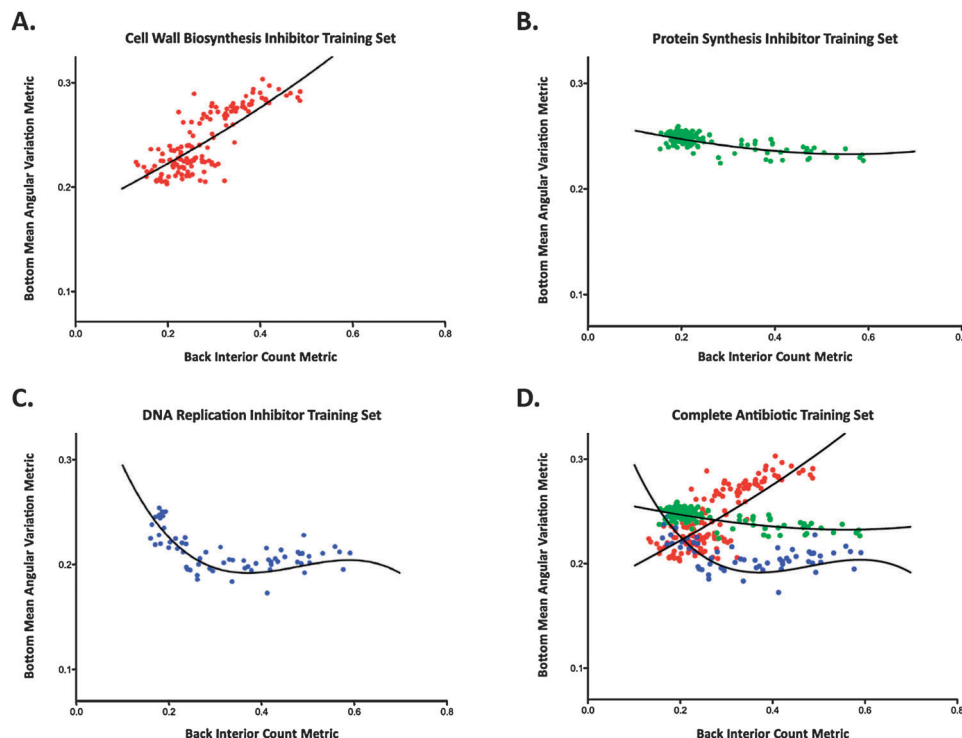 A.
Cell Wall Biosynthesis Inhibitor Training Set
Bottom Mean Angular Variation Metric
0.3
0.2
0.1
0.0 0.2 0.4 0.6 0.8
Back Interior Count Metric
B.
Protein Synthesis Inhibitor Training Set
Bottom Mean Angular Variation Metric
0.3
0.2
0.1
0.0 0.2 0.4 0.6 0.8
Back Interior Count Metric
C.
DNA Replication Inhibitor Training Set
Bottom Mean Angular Variation Metric
0.3
0.2
0.1
0.0 0.2 0.4 0.6 0.8
Back Interior Count Metric
D.
Complete Antibiotic Training Set
Bottom Mean Angular Variation Metric
0.3
0.2
0.1
0.0 0.2 0.4 0.6 0.8
Back Interior Count Metric